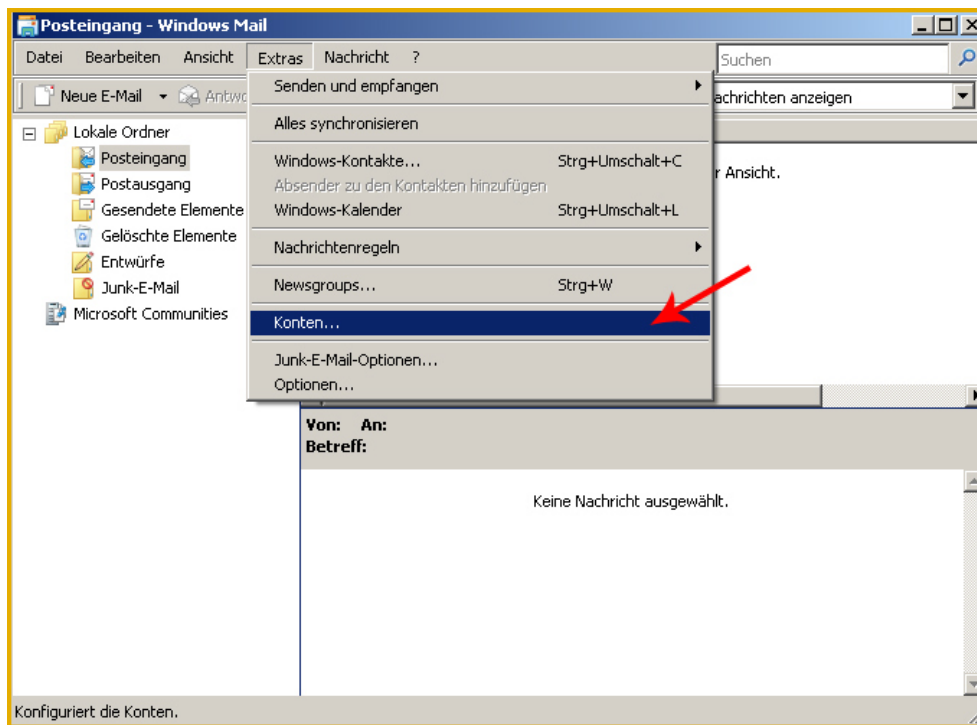 Posteingang - Windows Mail
Datei Bearbeiten Ansicht Extras Nachricht ?
Suchen
Neue E-Mail Antwo
achrichten anzeigen
Senden und empfangen
Alles synchronisieren
Windows-Kontakte... Strg+Umschalt+C
Absender zu den Kontakten hinzufügen
Windows-Kalender Strg+Umschalt+L
Nachrichtenregeln
Newsgroups... Strg+W
Konten...
Junk-E-Mail-Optionen...
Optionen...
Lokale Ordner
Posteingang
Postausgang
Gesendete Elemente
Gelöschte Elemente
Entwürfe
Junk-E-Mail
Microsoft Communities
r Ansicht.
Von: An:
Betreff:
Keine Nachricht ausgewählt.
Konfiguriert die Konten.